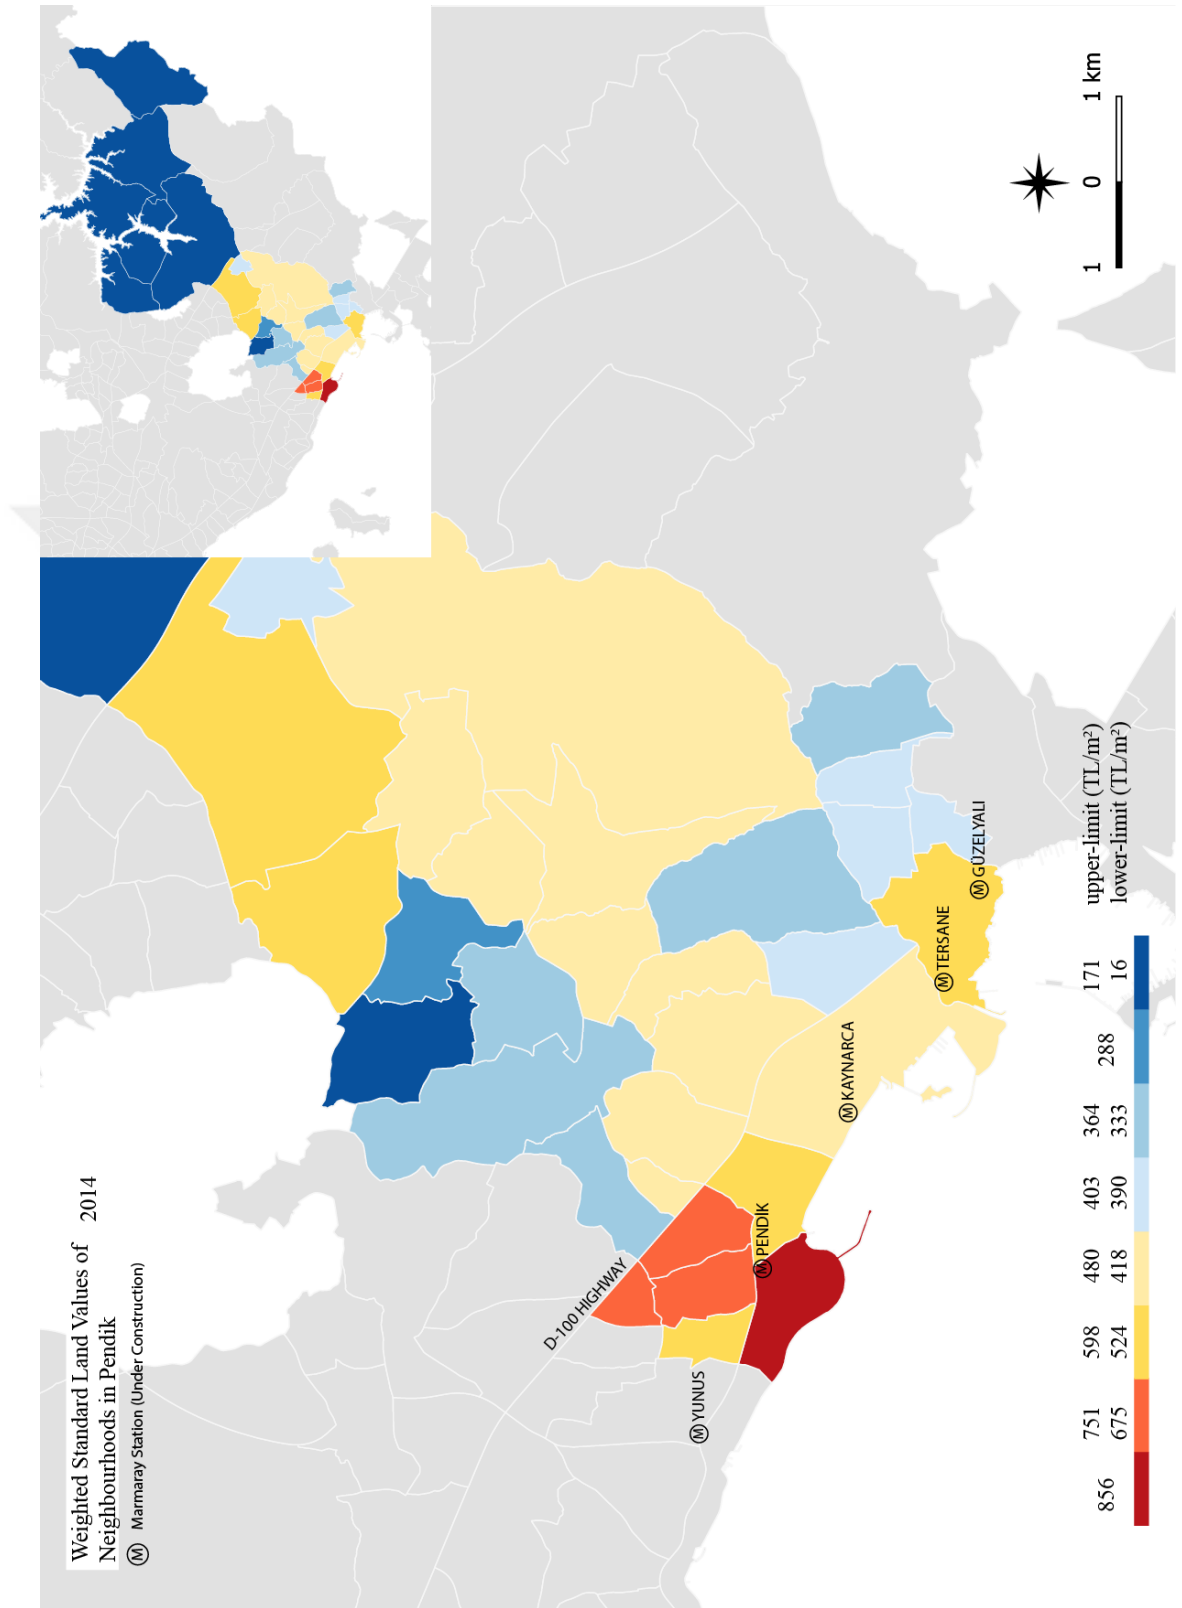 Weighted Standard Land Values of 2014
Neighbourhoods in Pendik
M Marmaray Station (Under Construction)
D-100 HIGHWAY
M YUNUS
M PENDİK
M KAYNARCA
M TERSANE
M GÜZELYALI
1 0 1 km
856 751 598 480 403 364 288 171 upper-limit (TL/m²)
675 524 418 390 333 16 lower-limit (TL/m²)